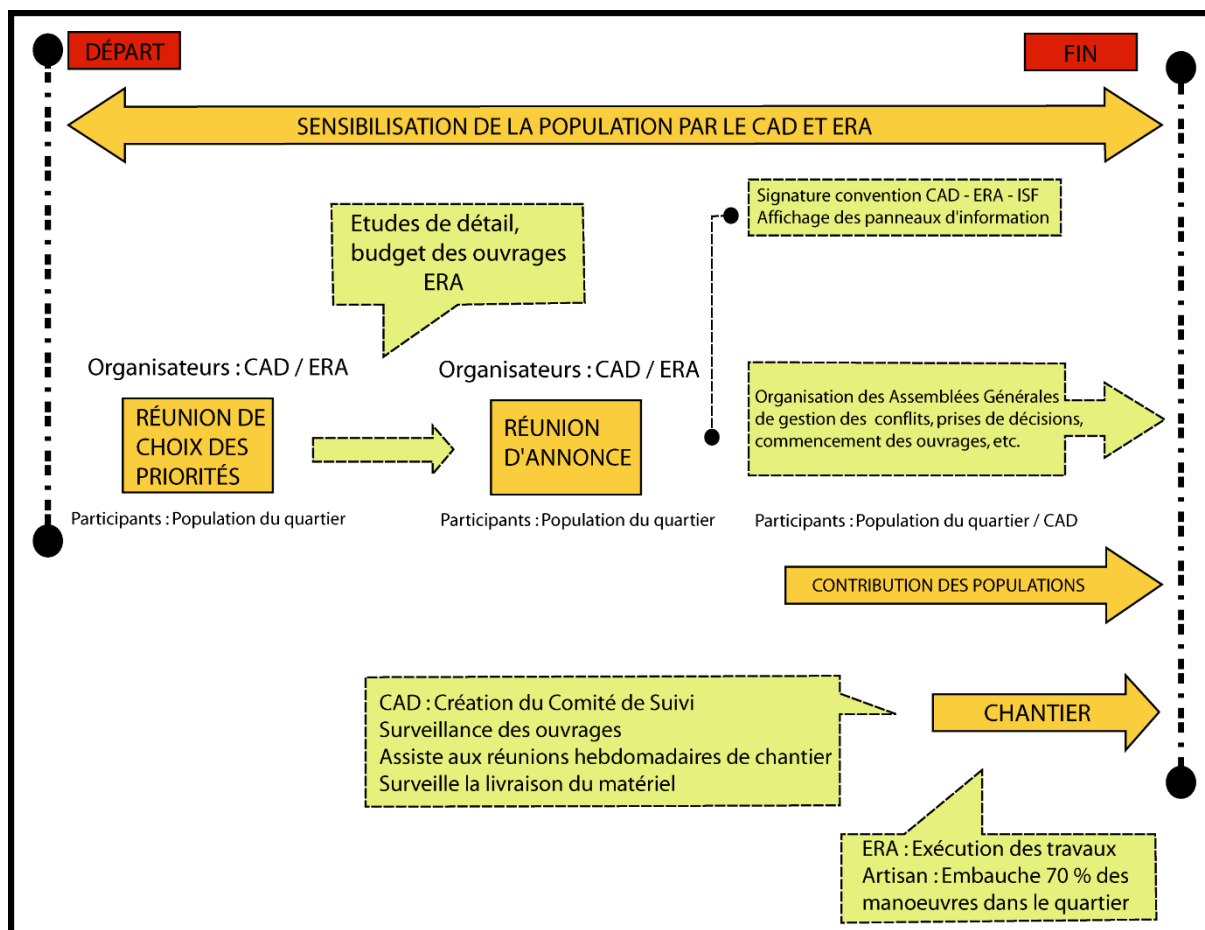 DÉPART
FIN
SENSIBILISATION DE LA POPULATION PAR LE CAD ET ERA
Signature convention CAD - ERA - ISF
Affichage des panneaux d'information
Etudes de détail,
budget des ouvrages
ERA
Organisateurs : CAD / ERA
RÉUNION DE
CHOIX DES
PRIORITÉS
Participants : Population du quartier
Organisateurs : CAD / ERA
RÉUNION
D'ANNONCE
Participants : Population du quartier
Organisation des Assemblées Générales
de gestion des conflits, prises de décisions,
commencement des ouvrages, etc.
Participants : Population du quartier / CAD
CONTRIBUTION DES POPULATIONS
CAD : Création du Comité de Suivi
Surveillance des ouvrages
Assiste aux réunions hebdomadaires de chantier
Surveille la livraison du matériel
CHANTIER
ERA : Exécution des travaux
Artisan : Embauche 70 % des
manoeuvres dans le quartier